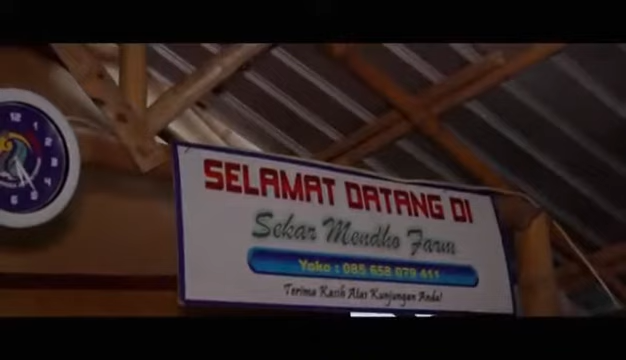 SELAMAT DATANG DI
Sekar Mendho Farm
Yoko : 085 658 079 411
Terima Kasih Atas Kunjungan Anda!